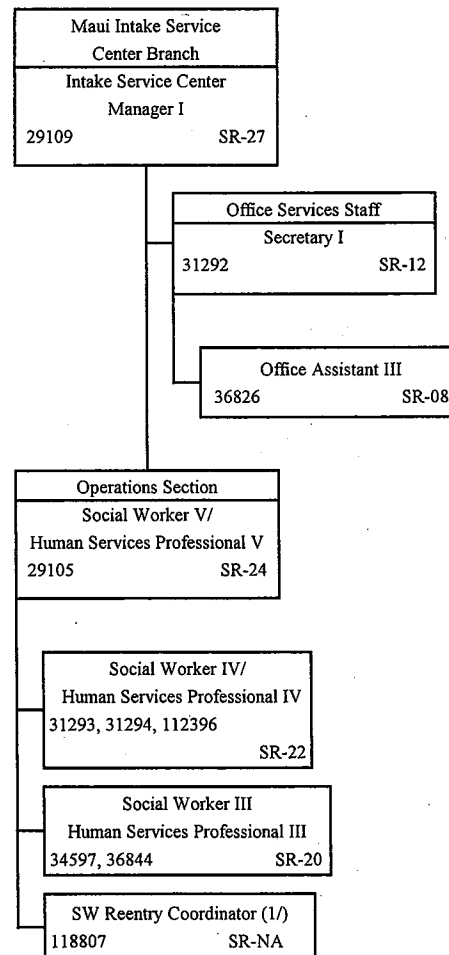 Maui Intake Service
Center Branch
Intake Service Center
Manager I
29109 SR-27
Office Services Staff
Secretary I
31292 SR-12
Office Assistant III
36826 SR-08
Operations Section
Social Worker V/
Human Services Professional V
29105 SR-24
Social Worker IV/
Human Services Professional IV
31293, 31294, 112396
SR-22
Social Worker III
Human Services Professional III
34597, 36844 SR-20
SW Reentry Coordinator (1/)
118807 SR-NA